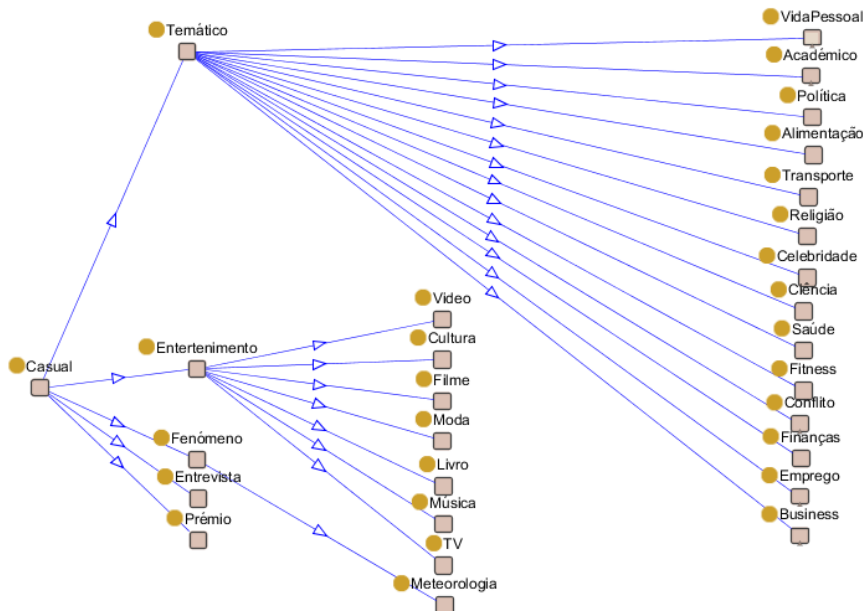 Temático
VidaPessoal
Académico
Política
Alimentação
Transporte
Religião
Celebridade
Ciência
Saúde
Fitness
Conflito
Finanças
Emprego
Business
Casual
Entertenimento
Video
Cultura
Filme
Moda
Livro
Música
TV
Meteorologia
Fenómeno
Entrevista
Prémio